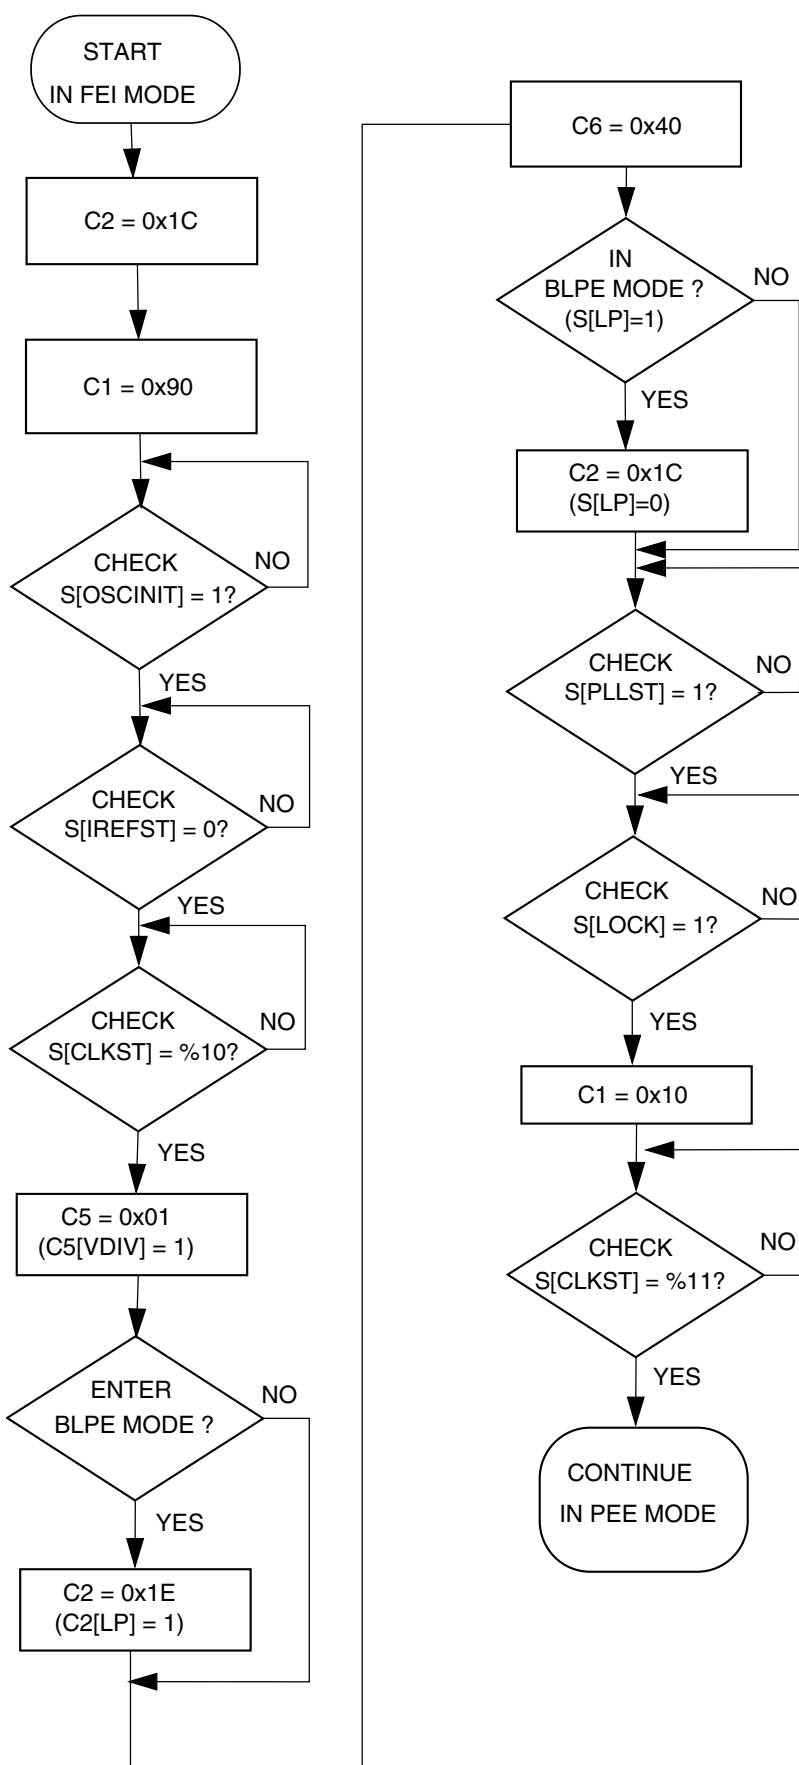 START
IN FEI MODE
C2 = 0x1C
C1 = 0x90
CHECK
S[OSCINIT] = 1?
NO
YES
CHECK
S[IREFST] = 0?
NO
YES
CHECK
S[CLKST] = %10?
NO
YES
C5 = 0x01
(C5[VDIV] = 1)
ENTER
BLPE MODE ?
NO
YES
C2 = 0x1E
(C2[LP] = 1)
C6 = 0x40
IN
BLPE MODE ?
(S[LP]=1)
NO
YES
C2 = 0x1C
(S[LP]=0)
CHECK
S[PLLST] = 1?
NO
YES
CHECK
S[LOCK] = 1?
NO
YES
C1 = 0x10
CHECK
S[CLKST] = %11?
NO
YES
CONTINUE
IN PEE MODE